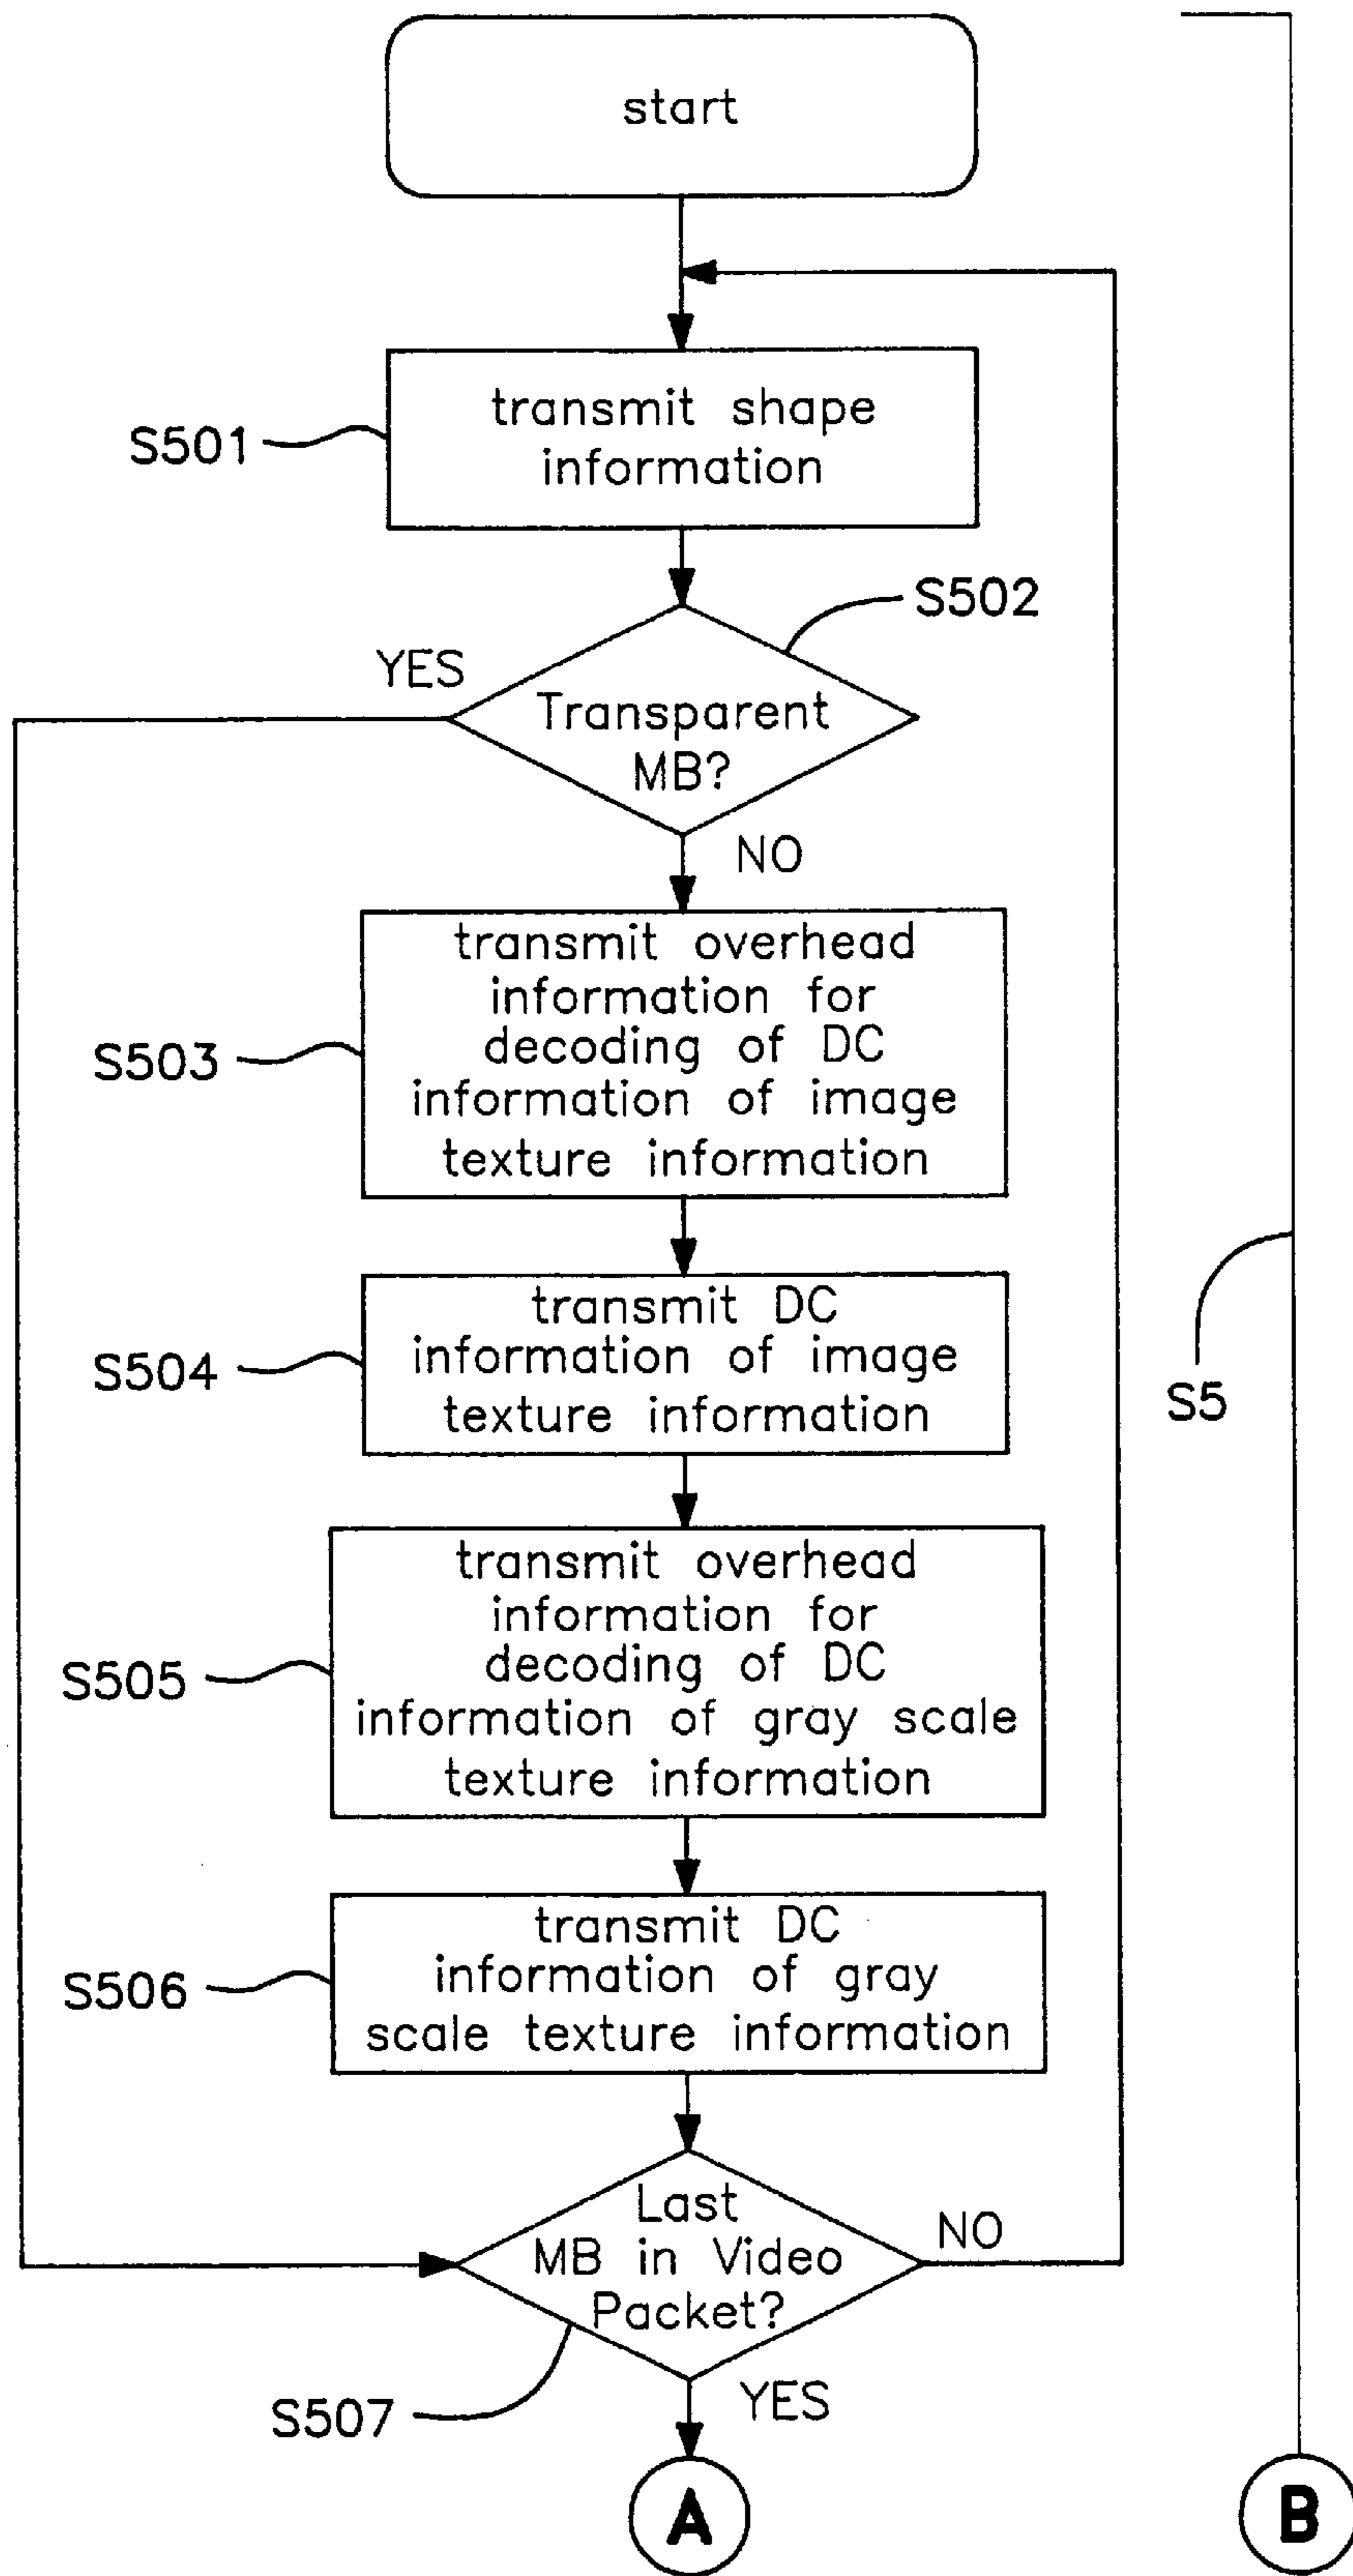 start
transmit shape
information
S501
S502
YES
Transparent
MB?
NO
transmit overhead
information for
decoding of DC
information of image
texture information
S503
transmit DC
information of image
texture information
S504
S5
transmit overhead
information for
decoding of DC
information of gray scale
texture information
S505
transmit DC
information of gray
scale texture information
S506
Last
MB in Video
Packet?
NO
S507
YES
A
B